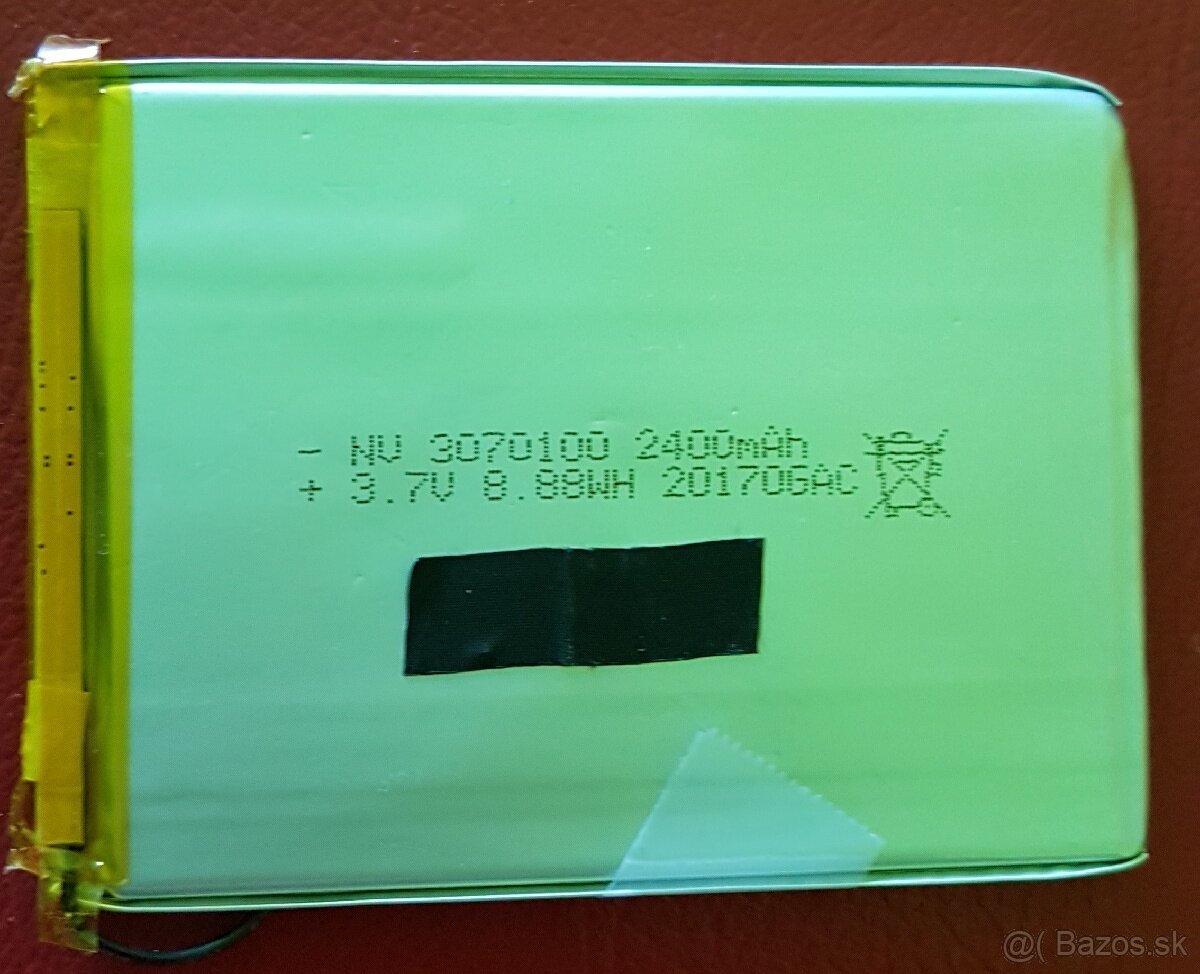 - NV 3070100 2400mAh
+ 3.7V 8.88WH 201706AC
@( Bazos.sk